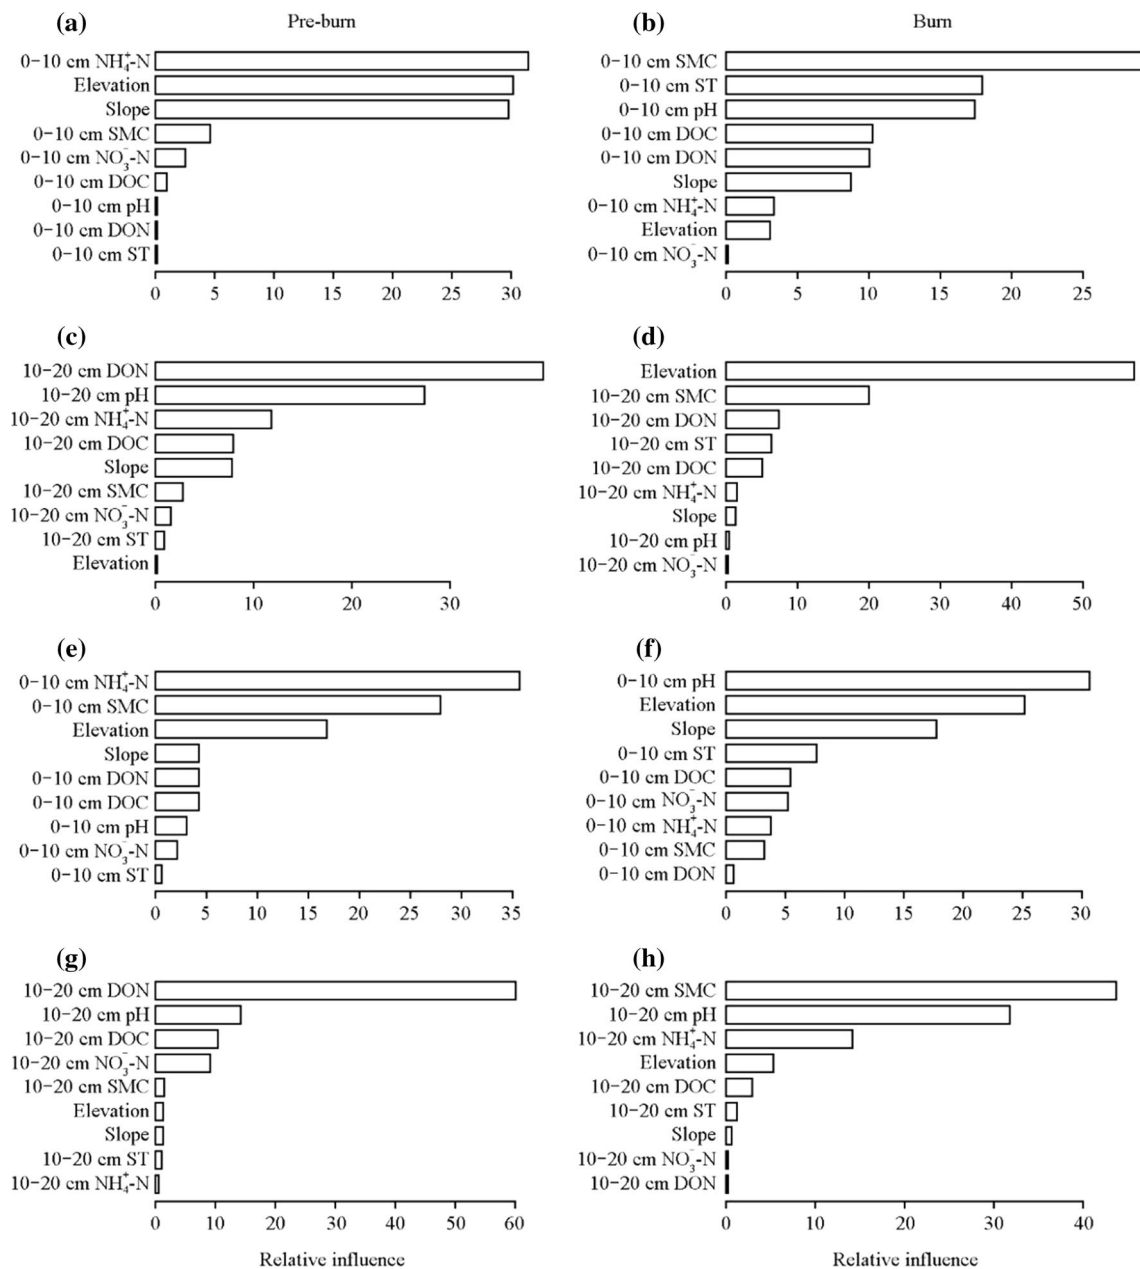 (a) Pre-burn
0-10 cm NH₄⁺-N
Elevation
Slope
0-10 cm SMC
0-10 cm NO₃⁻-N
0-10 cm DOC
0-10 cm pH
0-10 cm DON
0-10 cm ST
0 5 10 15 20 25 30
(b) Burn
0-10 cm SMC
0-10 cm ST
0-10 cm pH
0-10 cm DOC
0-10 cm DON
Slope
0-10 cm NH₄⁺-N
Elevation
0-10 cm NO₃⁻-N
0 5 10 15 20 25
(c)
10-20 cm DON
10-20 cm pH
10-20 cm NH₄⁺-N
10-20 cm DOC
Slope
10-20 cm SMC
10-20 cm NO₃⁻-N
10-20 cm ST
Elevation
0 10 20 30
(d)
Elevation
10-20 cm SMC
10-20 cm DON
10-20 cm ST
10-20 cm DOC
10-20 cm NH₄⁺-N
Slope
10-20 cm pH
10-20 cm NO₃⁻-N
0 10 20 30 40 50
(e)
0-10 cm NH₄⁺-N
0-10 cm SMC
Elevation
Slope
0-10 cm DON
0-10 cm DOC
0-10 cm pH
0-10 cm NO₃⁻-N
0-10 cm ST
0 5 10 15 20 25 30 35
(f)
0-10 cm pH
Elevation
Slope
0-10 cm ST
0-10 cm DOC
0-10 cm NO₃⁻-N
0-10 cm NH₄⁺-N
0-10 cm SMC
0-10 cm DON
0 5 10 15 20 25 30
(g)
10-20 cm DON
10-20 cm pH
10-20 cm DOC
10-20 cm NO₃⁻-N
10-20 cm SMC
Elevation
Slope
10-20 cm ST
10-20 cm NH₄⁺-N
0 10 20 30 40 50 60
Relative influence
(h)
10-20 cm SMC
10-20 cm pH
10-20 cm NH₄⁺-N
Elevation
10-20 cm DOC
10-20 cm ST
Slope
10-20 cm NO₃⁻-N
10-20 cm DON
0 10 20 30 40
Relative influence